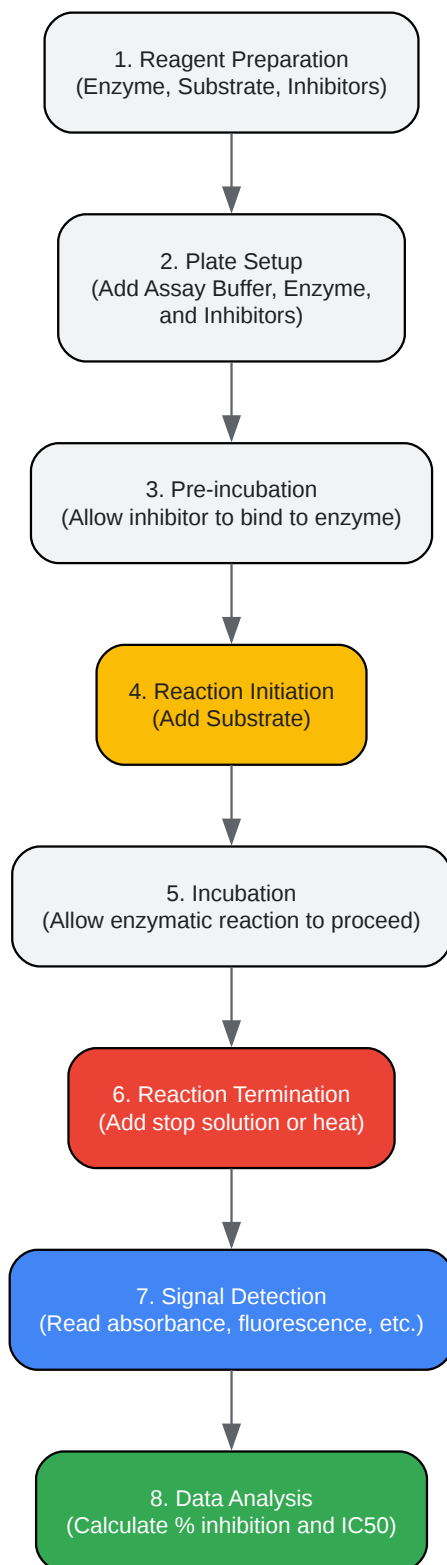 1. Reagent Preparation
(Enzyme, Substrate, Inhibitors)
2. Plate Setup
(Add Assay Buffer, Enzyme,
and Inhibitors)
3. Pre-incubation
(Allow inhibitor to bind to enzyme)
4. Reaction Initiation
(Add Substrate)
5. Incubation
(Allow enzymatic reaction to proceed)
6. Reaction Termination
(Add stop solution or heat)
7. Signal Detection
(Read absorbance, fluorescence, etc.)
8. Data Analysis
(Calculate % inhibition and IC50)